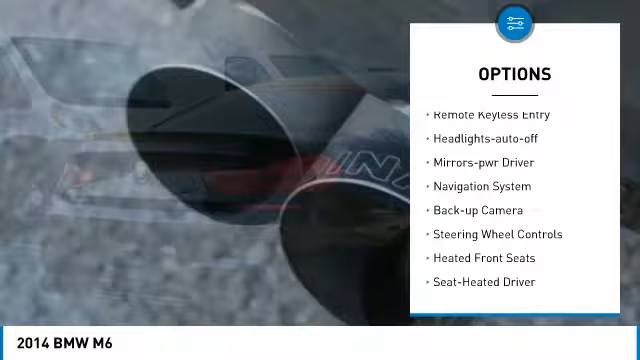 OPTIONS
• Remote Keyless Entry
• Headlights-auto-off
• Mirrors-pwr Driver
• Navigation System
• Back-up Camera
• Steering Wheel Controls
• Heated Front Seats
• Seat-Heated Driver
2014 BMW M6